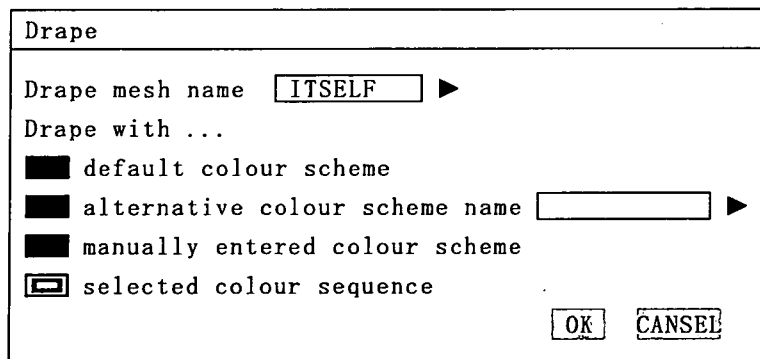 Drape
Drape mesh name ITSELF
Drape with ...
default colour scheme
alternative colour scheme name
manually entered colour scheme
selected colour sequence
OK CANSEL